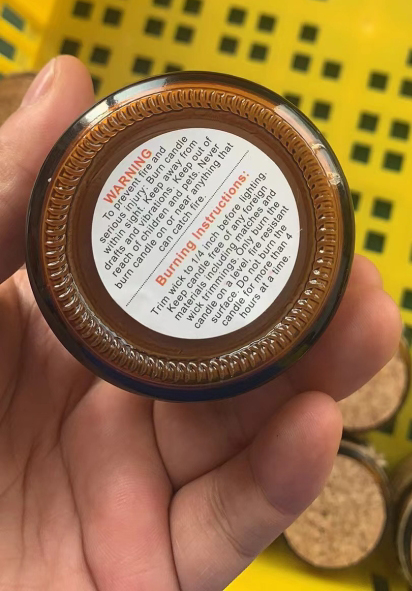 WARNING
To prevent fire and
serious injury: Burn candle
within sight. Keep away from
drafts and vibrations. Keep out of
reach of children and pets. Never
burn candle on or near anything that
can catch fire.
Burning Instructions:
Trim wick to 1/4 inch before lighting.
Keep candle free of any foreign
materials including matches and
wick trimmings. Only burn the
candle on a level, fire resistant
surface. Do not burn the
candle for more than 4
hours at a time.